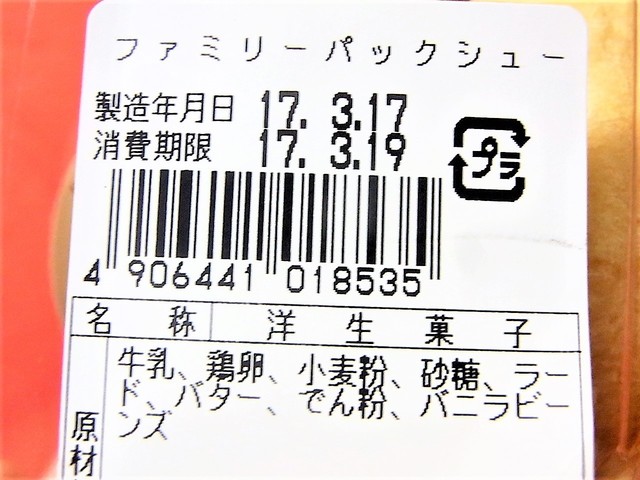 ファミリーパックシュー
製造年月日 17. 3.17
消費期限 17. 3.19
プラ
4 906441 018535
名称 洋生菓子
牛乳、鶏卵、小麦粉、砂糖、ラー
ド、バター、でん粉、バニラビー
ンズ
原材